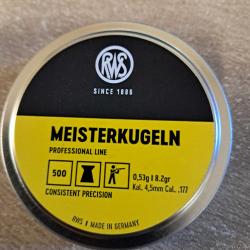 RWS
SINCE 1886
MEISTERKUGELN
PROFESSIONAL LINE
500
0,53g 8.2gr
Kal. 4,5mm Cal. .177
CONSISTENT PRECISION
RWS MADE IN GERMANY